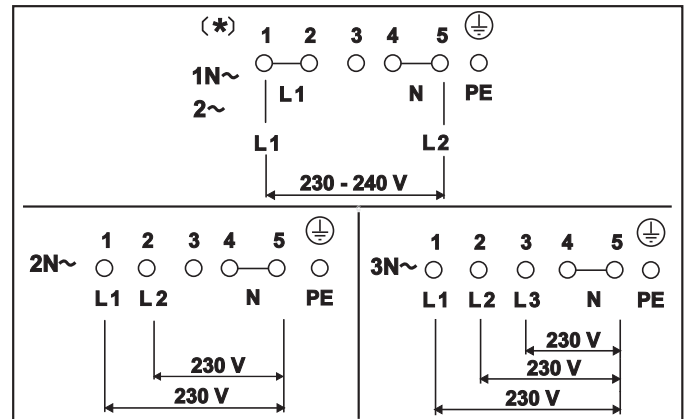 (*) 1 2 3 4 5
1N~ L1 N PE
2~
L1 L2
230 - 240 V
1 2 3 4 5
2N~
L1 L2 N PE
230 V
230 V
1 2 3 4 5
3N~
L1 L2 L3 N PE
230 V
230 V
230 V